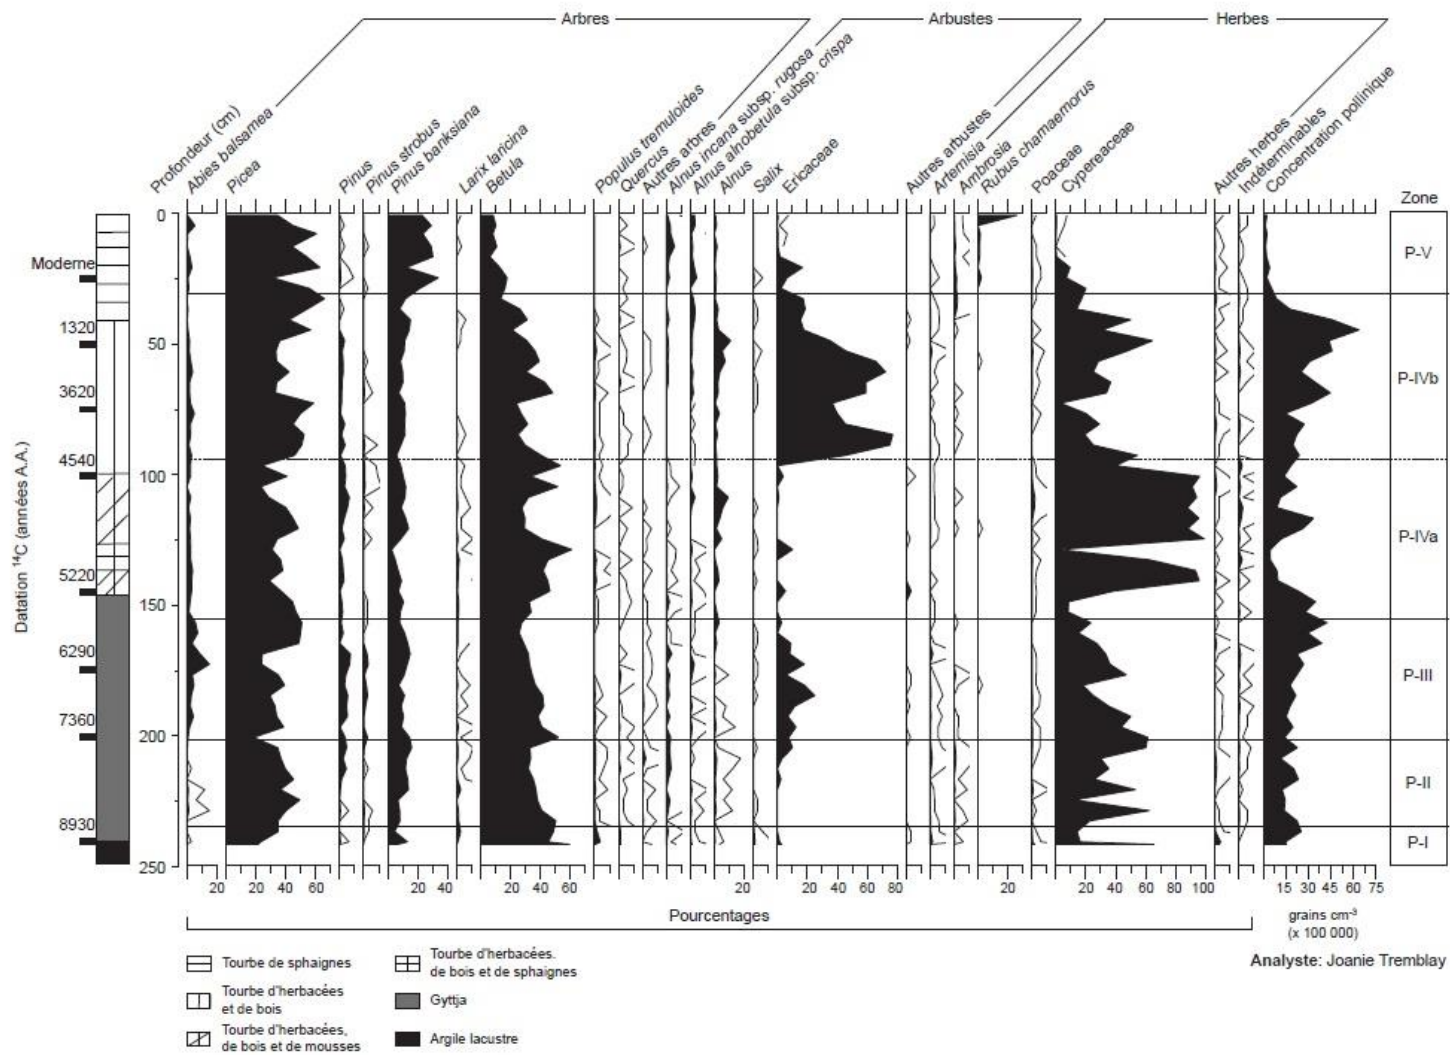 Arbres
Arbustes
Herbes
Profondeur (cm)
Abies balsamea
Picea
Pinus
Pinus strobus
Pinus banksiana
Larix laricina
Betula
Populus tremuloides
Quercus
Autres arbres
Alnus incana subsp. rugosa
Alnus alnobetula subsp. crispa
Alnus
Salix
Ericaceae
Autres arbustes
Artemisia
Ambrosia
Rubus chamaemorus
Poaceae
Cypereaceae
Autres herbes
Indéterminables
Concentration pollinique
Zone
0
P-V
Moderne
1320
50
P-IVb
3620
4540
100
P-IVa
5220
150
6290
P-III
7360
200
P-II
8930
P-I
250
Datation 14C (années A.A.)
20 20 40 60 20 40 20 40 60 20 20 40 60 80 20 20 40 60 80 100 15 30 45 60 75
Pourcentages
grains cm-3
(x 100 000)
Analyste: Joanie Tremblay
Tourbe de sphaignes
Tourbe d'herbacées
et de bois
Tourbe d'herbacées,
de bois et de mousses
Tourbe d'herbacées.
de bois et de sphaignes
Gyttja
Argile lacustre